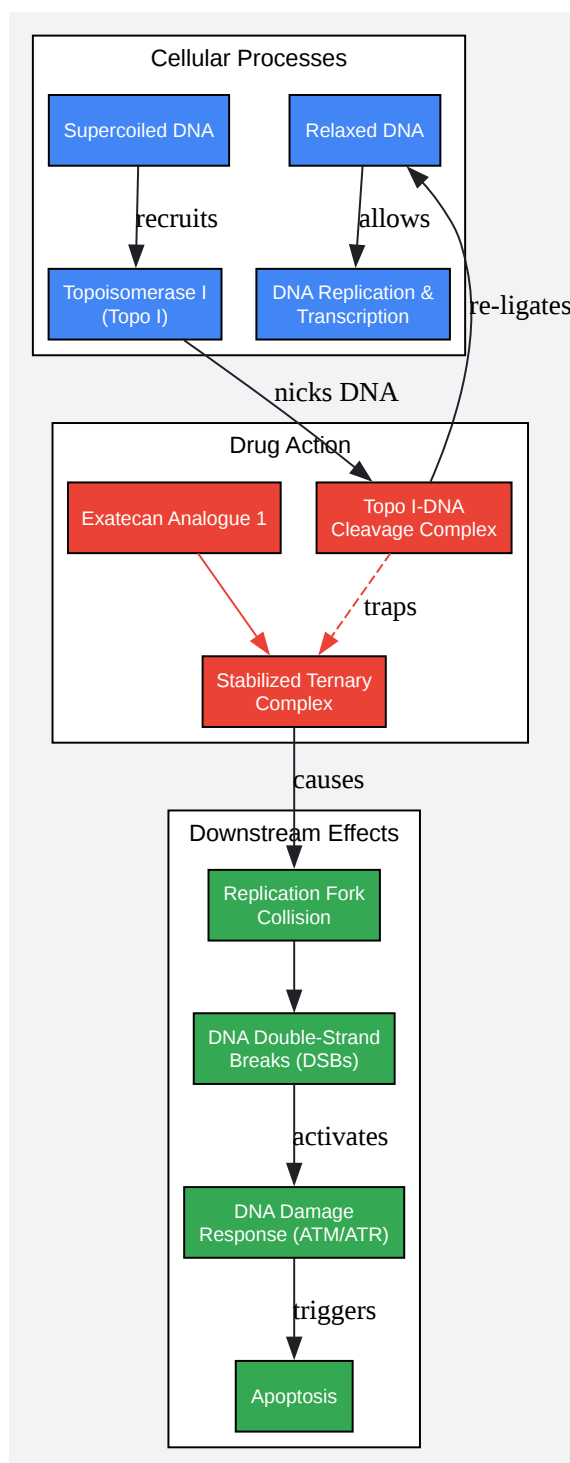 Cellular Processes
Supercoiled DNA
Relaxed DNA
recruits
allows
Topoisomerase I
(Topo I)
DNA Replication &
Transcription
re-ligates
nicks DNA
Drug Action
Exatecan Analogue 1
Topo I-DNA
Cleavage Complex
traps
Stabilized Ternary
Complex
causes
Downstream Effects
Replication Fork
Collision
DNA Double-Strand
Breaks (DSBs)
activates
DNA Damage
Response (ATM/ATR)
triggers
Apoptosis